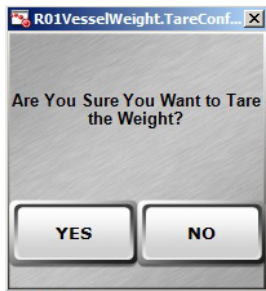 R01VesselWeight.TareConf...
Are You Sure You Want to Tare
the Weight?
YES NO